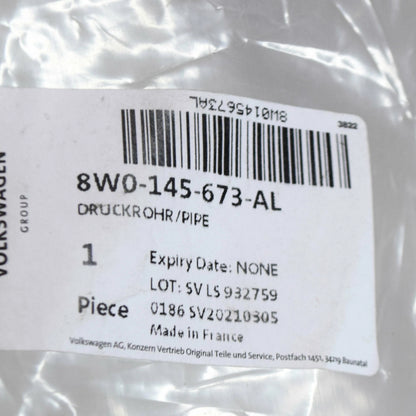 3822
8W0145673AL
8W0-145-673-AL
DRUCKROHR/PIPE
VOLKSWAGEN
GROUP
1
Piece
Expiry Date: NONE
LOT: SV LS 932759
0186 SV20210305
Made in France
Volkswagen AG, Konzern Vertrieb Original Teile und Service, Postfach 1451, 34219 Baunatal